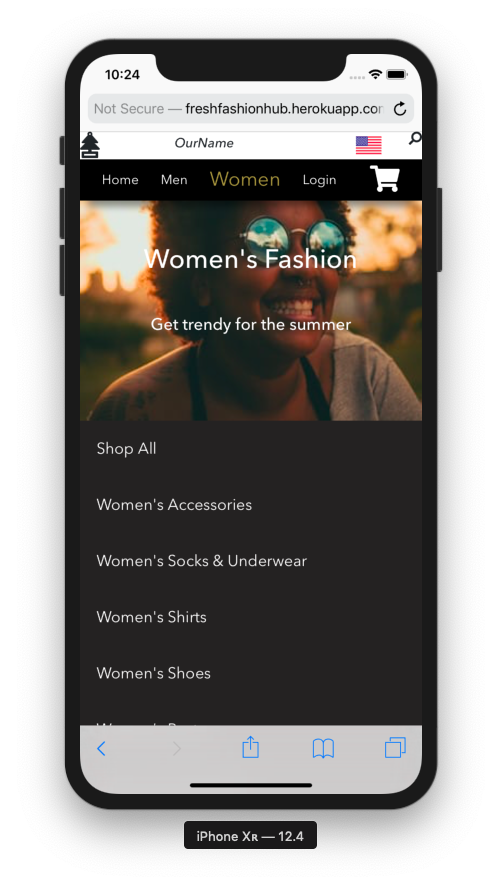 10:24
Not Secure — freshfashionhub.herokuapp.com
OurName
Home Men Women Login
Women's Fashion
Get trendy for the summer
Shop All
Women's Accessories
Women's Socks & Underwear
Women's Shirts
Women's Shoes
iPhone Xʀ — 12.4